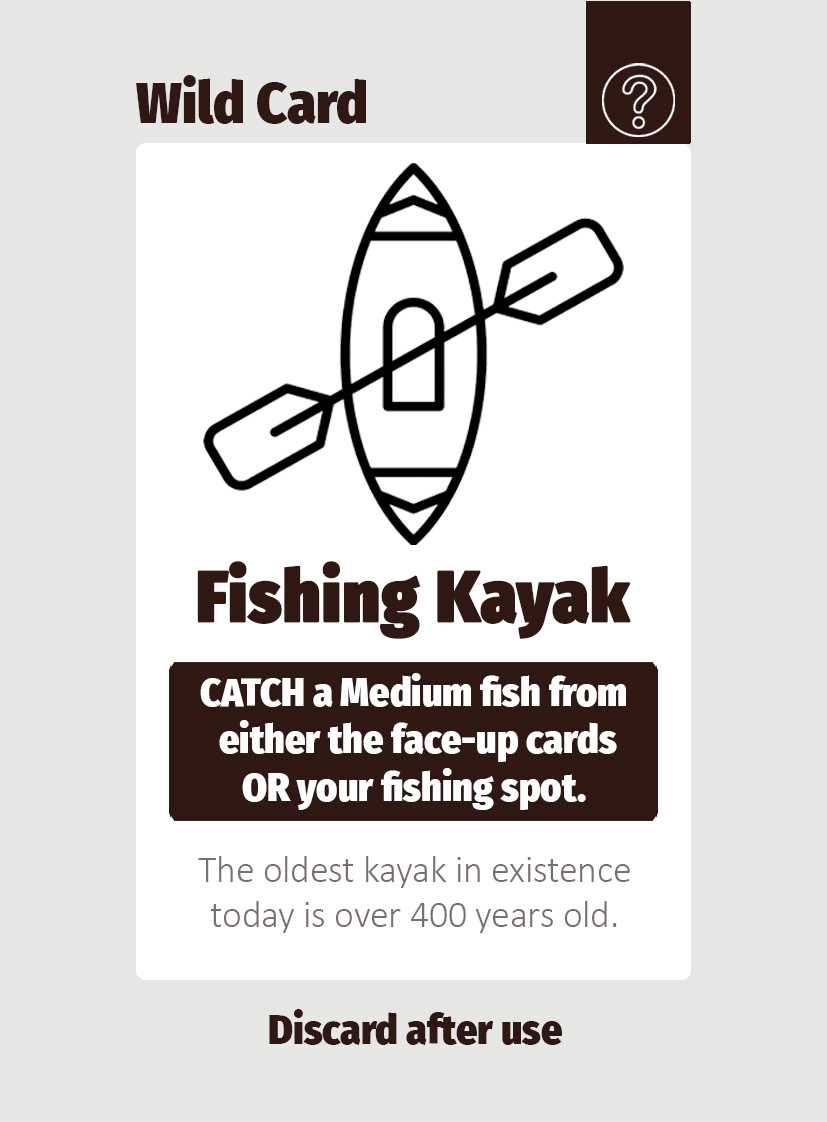 Wild Card
?
Fishing Kayak
CATCH a Medium fish from
either the face-up cards
OR your fishing spot.
The oldest kayak in existence
today is over 400 years old.
Discard after use